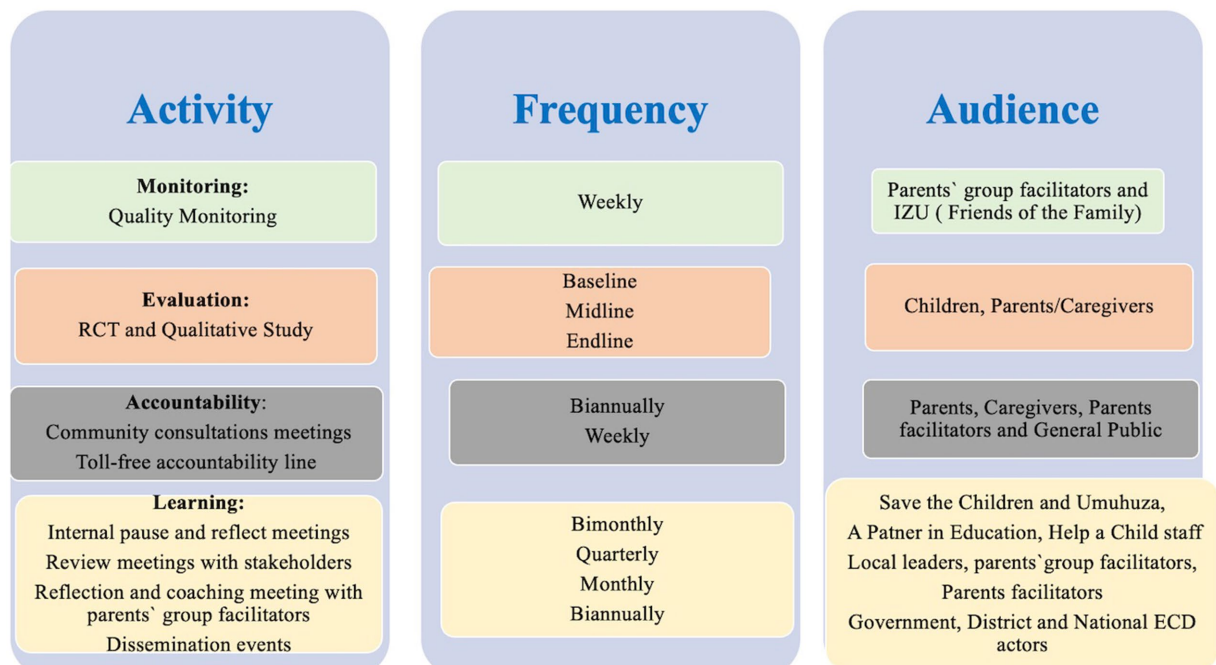 Activity
Monitoring:
Quality Monitoring
Evaluation:
RCT and Qualitative Study
Accountability:
Community consultations meetings
Toll-free accountability line
Learning:
Internal pause and reflect meetings
Review meetings with stakeholders
Reflection and coaching meeting with
parents` group facilitators
Dissemination events
Frequency
Weekly
Baseline
Midline
Endline
Biannually
Weekly
Bimonthly
Quarterly
Monthly
Biannually
Audience
Parents` group facilitators and
IZU ( Friends of the Family)
Children, Parents/Caregivers
Parents, Caregivers, Parents
facilitators and General Public
Save the Children and Umuhuza,
A Patner in Education, Help a Child staff
Local leaders, parents`group facilitators,
Parents facilitators
Government, District and National ECD
actors